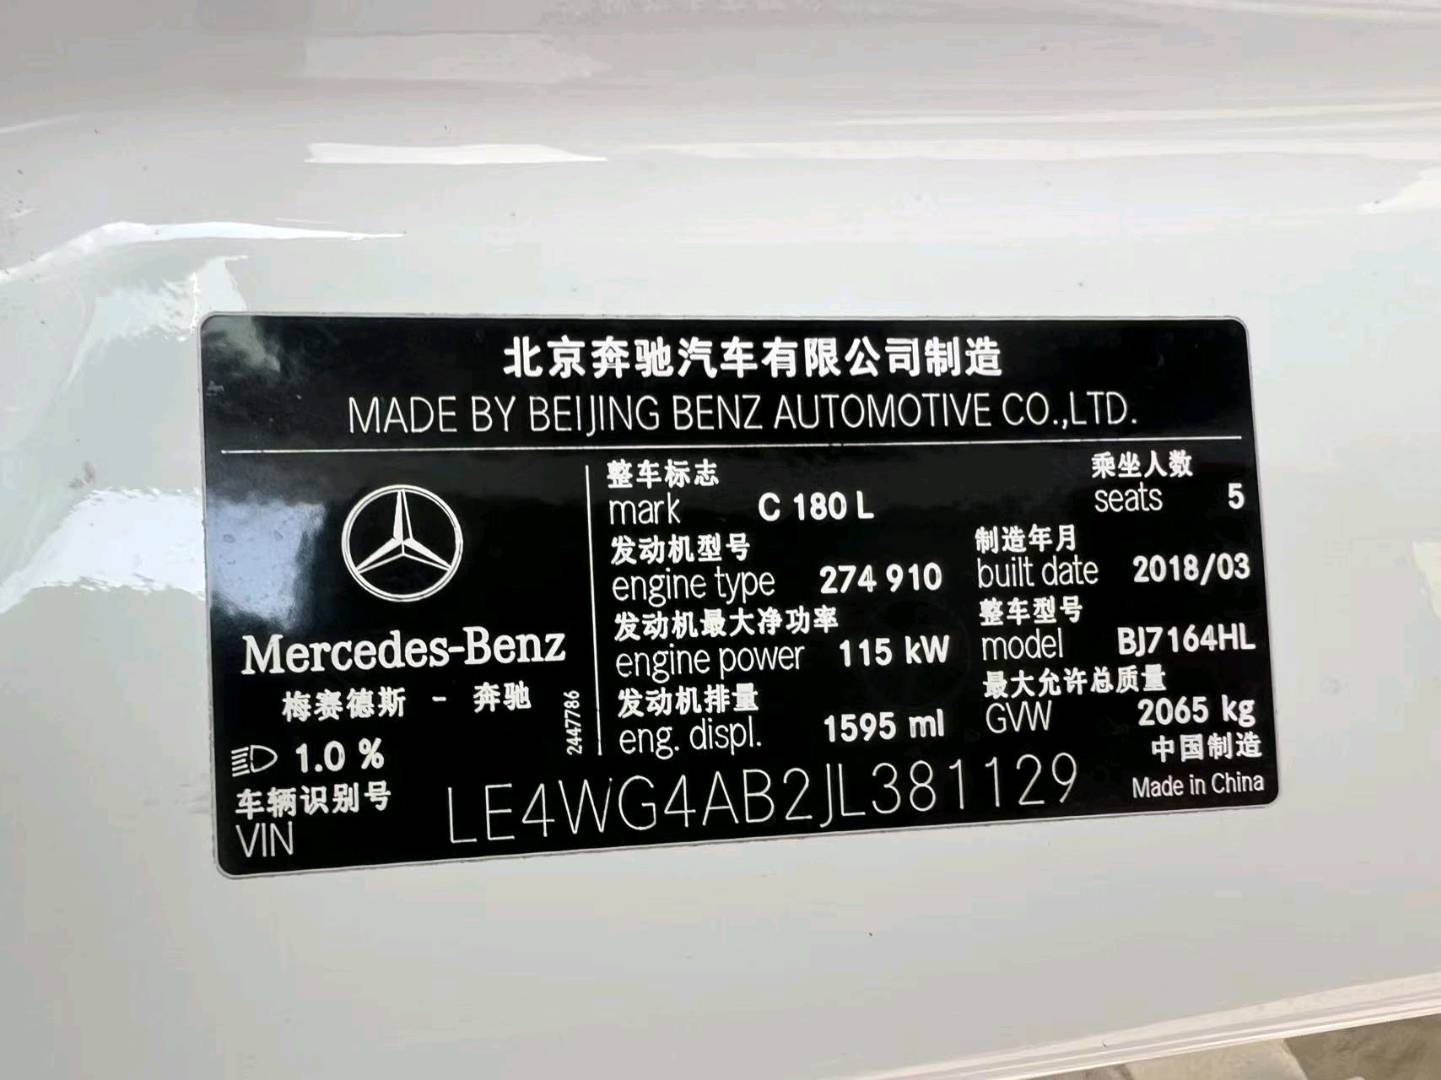 北京奔驰汽车有限公司制造
MADE BY BEIJING BENZ AUTOMOTIVE CO.,LTD.
Mercedes-Benz
梅赛德斯 - 奔驰
1.0 %
2447786
整车标志
mark C 180 L
乘坐人数
seats 5
发动机型号
engine type 274 910
制造年月
built date 2018/03
发动机最大净功率
engine power 115 kW
整车型号
model BJ7164HL
发动机排量
eng. displ. 1595 ml
最大允许总质量
GVW 2065 kg
车辆识别号
VIN LE4WG4AB2JL381129
中国制造
Made in China